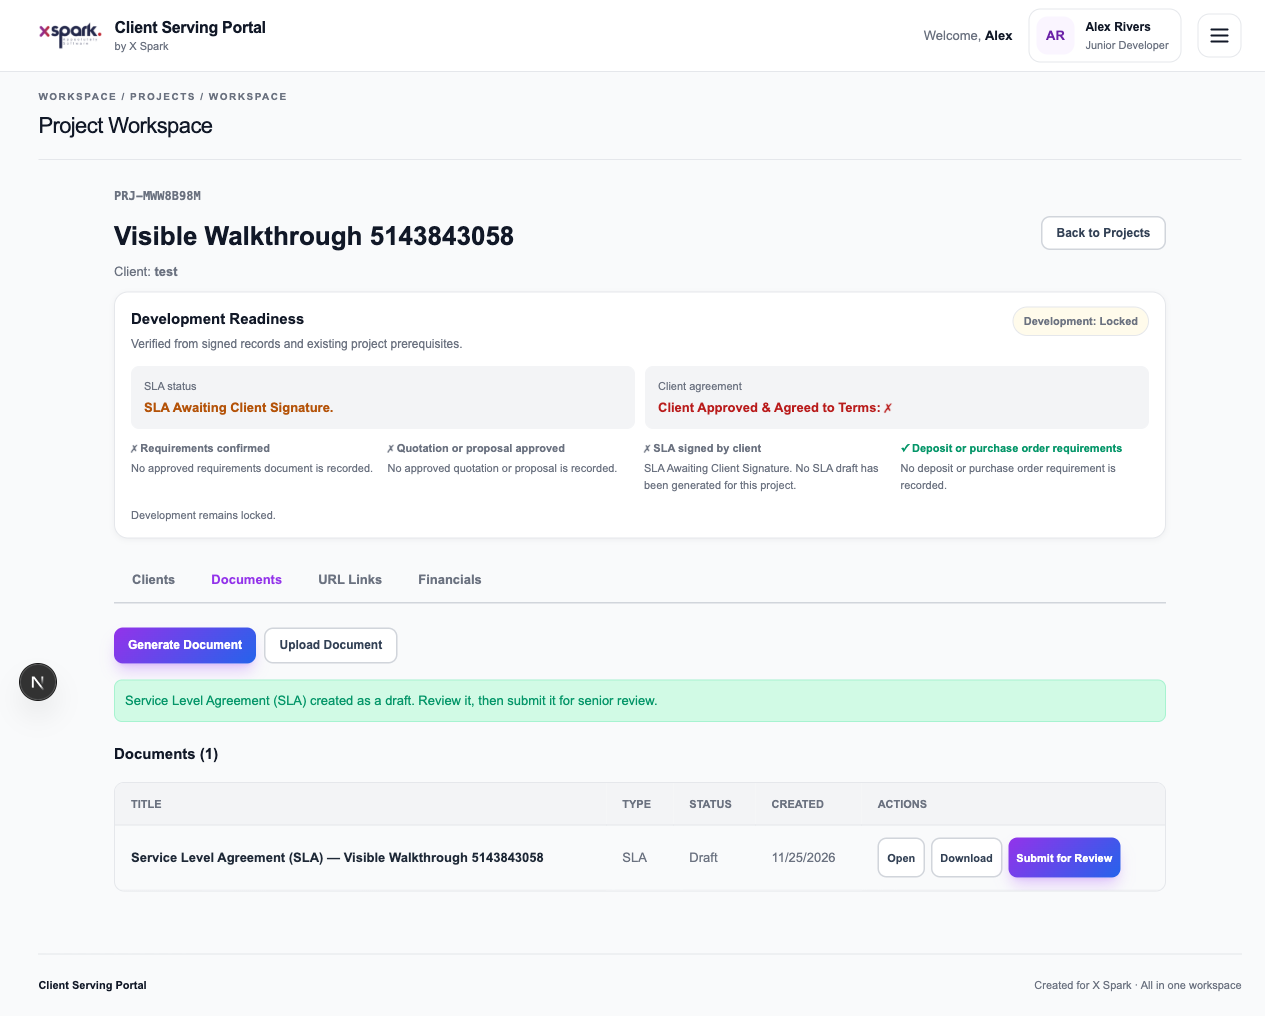 xspark.
Client Serving Portal
by X Spark
Welcome, Alex
AR
Alex Rivers
Junior Developer
WORKSPACE / PROJECTS / WORKSPACE
Project Workspace
PRJ-MWW8B98M
Visible Walkthrough 5143843058
Back to Projects
Client: test
Development Readiness
Development: Locked
Verified from signed records and existing project prerequisites.
SLA status
SLA Awaiting Client Signature.
Client agreement
Client Approved & Agreed to Terms: ✗
✗ Requirements confirmed
No approved requirements document is recorded.
✗ Quotation or proposal approved
No approved quotation or proposal is recorded.
✗ SLA signed by client
SLA Awaiting Client Signature. No SLA draft has
been generated for this project.
✓ Deposit or purchase order requirements
No deposit or purchase order requirement is
recorded.
Development remains locked.
Clients
Documents
URL Links
Financials
Generate Document
Upload Document
N
Service Level Agreement (SLA) created as a draft. Review it, then submit it for senior review.
Documents (1)
TITLE TYPE STATUS CREATED ACTIONS
Service Level Agreement (SLA) — Visible Walkthrough 5143843058 SLA Draft 11/25/2026 Open Download Submit for Review
Client Serving Portal
Created for X Spark · All in one workspace